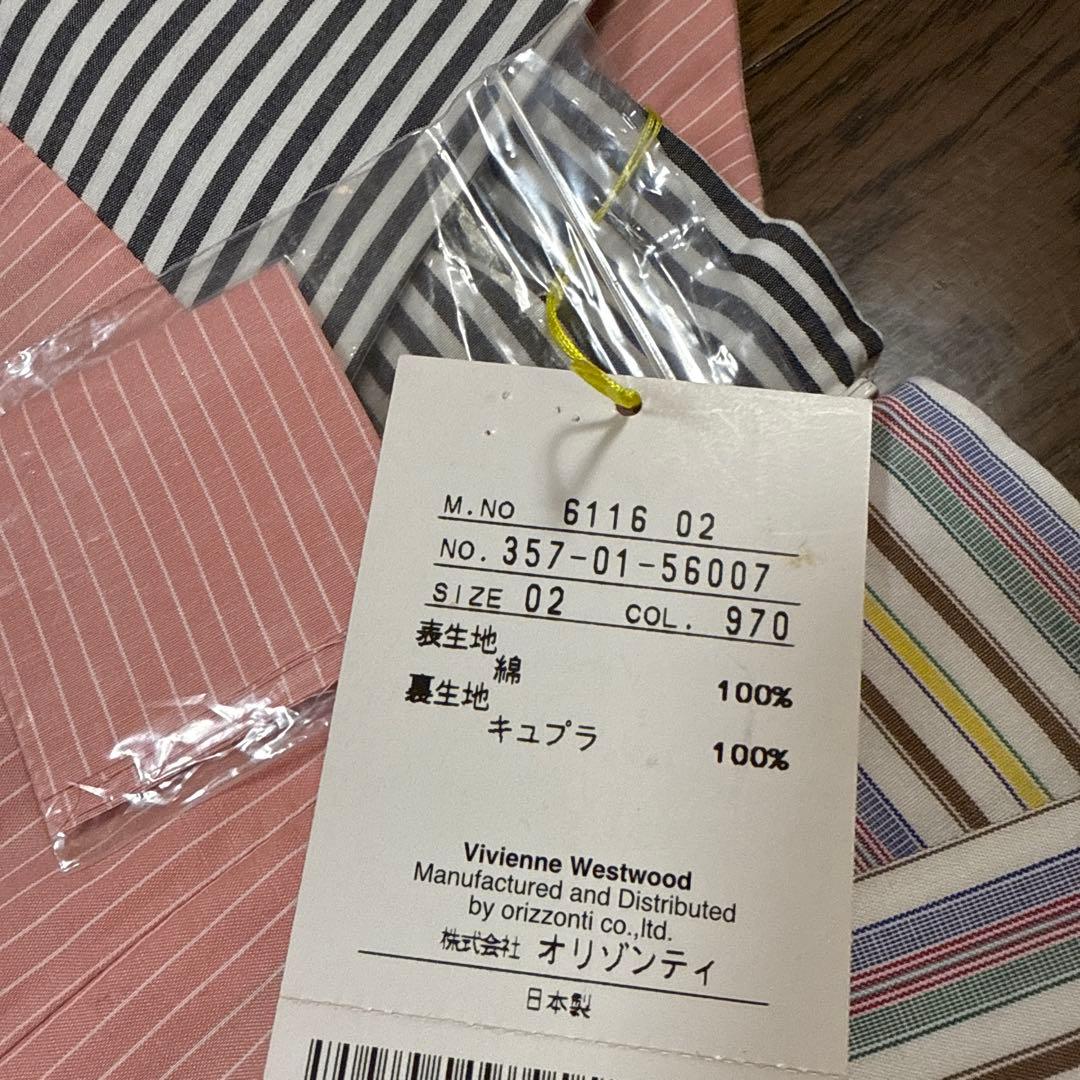 M.NO 6116 02
NO. 357-01-56007
SIZE 02 COL. 970
表生地
綿 100%
裏生地
キュプラ 100%
Vivienne Westwood
Manufactured and Distributed
by orizzonti co.,ltd.
株式会社 オリゾンティ
日本製